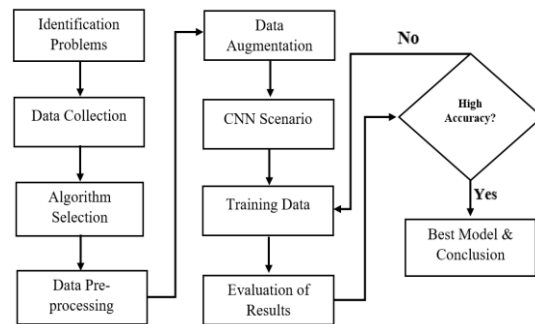 Identification
Problems
Data Collection
Algorithm
Selection
Data Pre-
processing
Data
Augmentation
CNN Scenario
Training Data
Evaluation of
Results
No
High
Accuracy?
Yes
Best Model &
Conclusion